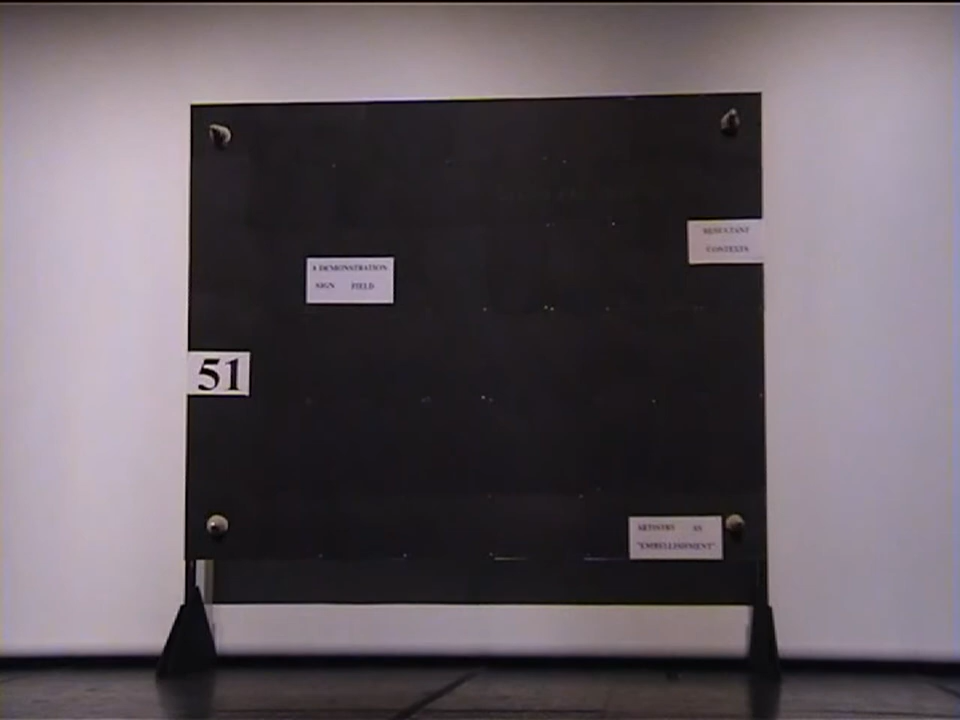 RESULTANT
CONTEXTS
A DEMONSTRATION
SIGN FIELD
51
ARTISTRY AS
"EMBELLISHMENT"